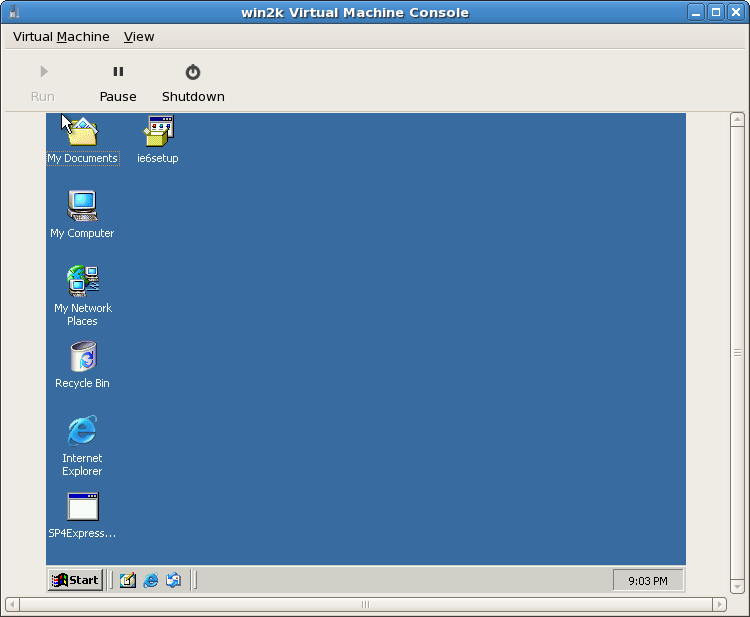 win2k Virtual Machine Console
Virtual Machine View
Run Pause Shutdown
My Documents ie6setup
My Computer
My Network
Places
Recycle Bin
Internet
Explorer
SP4Express...
Start 9:03 PM